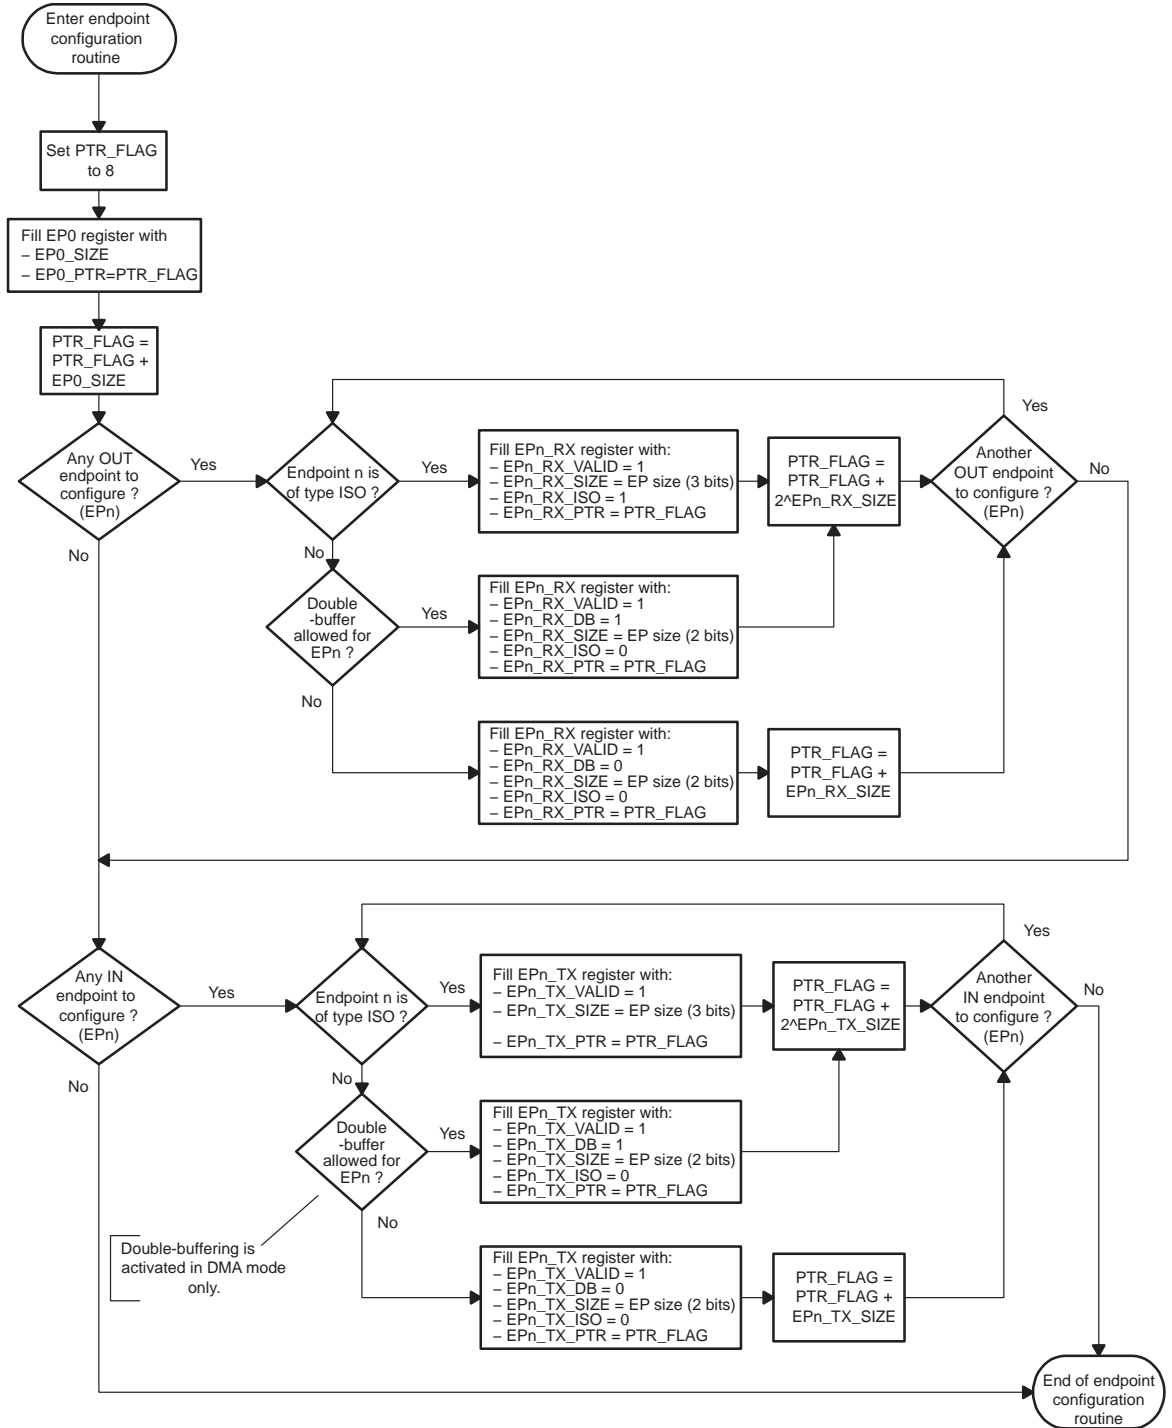 Enter endpoint
configuration
routine
Set PTR_FLAG
to 8
Fill EP0 register with
– EP0_SIZE
– EP0_PTR=PTR_FLAG
PTR_FLAG =
PTR_FLAG +
EP0_SIZE
Any OUT
endpoint to
configure ?
(EPn)
Yes
No
Endpoint n is
of type ISO ?
Yes
No
Fill EPn_RX register with:
– EPn_RX_VALID = 1
– EPn_RX_SIZE = EP size (3 bits)
– EPn_RX_ISO = 1
– EPn_RX_PTR = PTR_FLAG
PTR_FLAG =
PTR_FLAG +
2^EPn_RX_SIZE
Another
OUT endpoint
to configure ?
(EPn)
Yes
No
Double
-buffer
allowed for
EPn ?
Yes
No
Fill EPn_RX register with:
– EPn_RX_VALID = 1
– EPn_RX_DB = 1
– EPn_RX_SIZE = EP size (2 bits)
– EPn_RX_ISO = 0
– EPn_RX_PTR = PTR_FLAG
Fill EPn_RX register with:
– EPn_RX_VALID = 1
– EPn_RX_DB = 0
– EPn_RX_SIZE = EP size (2 bits)
– EPn_RX_ISO = 0
– EPn_RX_PTR = PTR_FLAG
PTR_FLAG =
PTR_FLAG +
EPn_RX_SIZE
Any IN
endpoint to
configure ?
(EPn)
Yes
No
Endpoint n is
of type ISO ?
Yes
No
Fill EPn_TX register with:
– EPn_TX_VALID = 1
– EPn_TX_SIZE = EP size (3 bits)
– EPn_TX_PTR = PTR_FLAG
PTR_FLAG =
PTR_FLAG +
2^EPn_TX_SIZE
Another
IN endpoint
to configure ?
(EPn)
Yes
No
Double
-buffer
allowed for
EPn ?
Yes
No
Fill EPn_TX register with:
– EPn_TX_VALID = 1
– EPn_TX_DB = 1
– EPn_TX_SIZE = EP size (2 bits)
– EPn_TX_ISO = 0
– EPn_TX_PTR = PTR_FLAG
Double-buffering is
activated in DMA mode
only.
Fill EPn_TX register with:
– EPn_TX_VALID = 1
– EPn_TX_DB = 0
– EPn_TX_SIZE = EP size (2 bits)
– EPn_TX_ISO = 0
– EPn_TX_PTR = PTR_FLAG
PTR_FLAG =
PTR_FLAG +
EPn_TX_SIZE
End of endpoint
configuration
routine